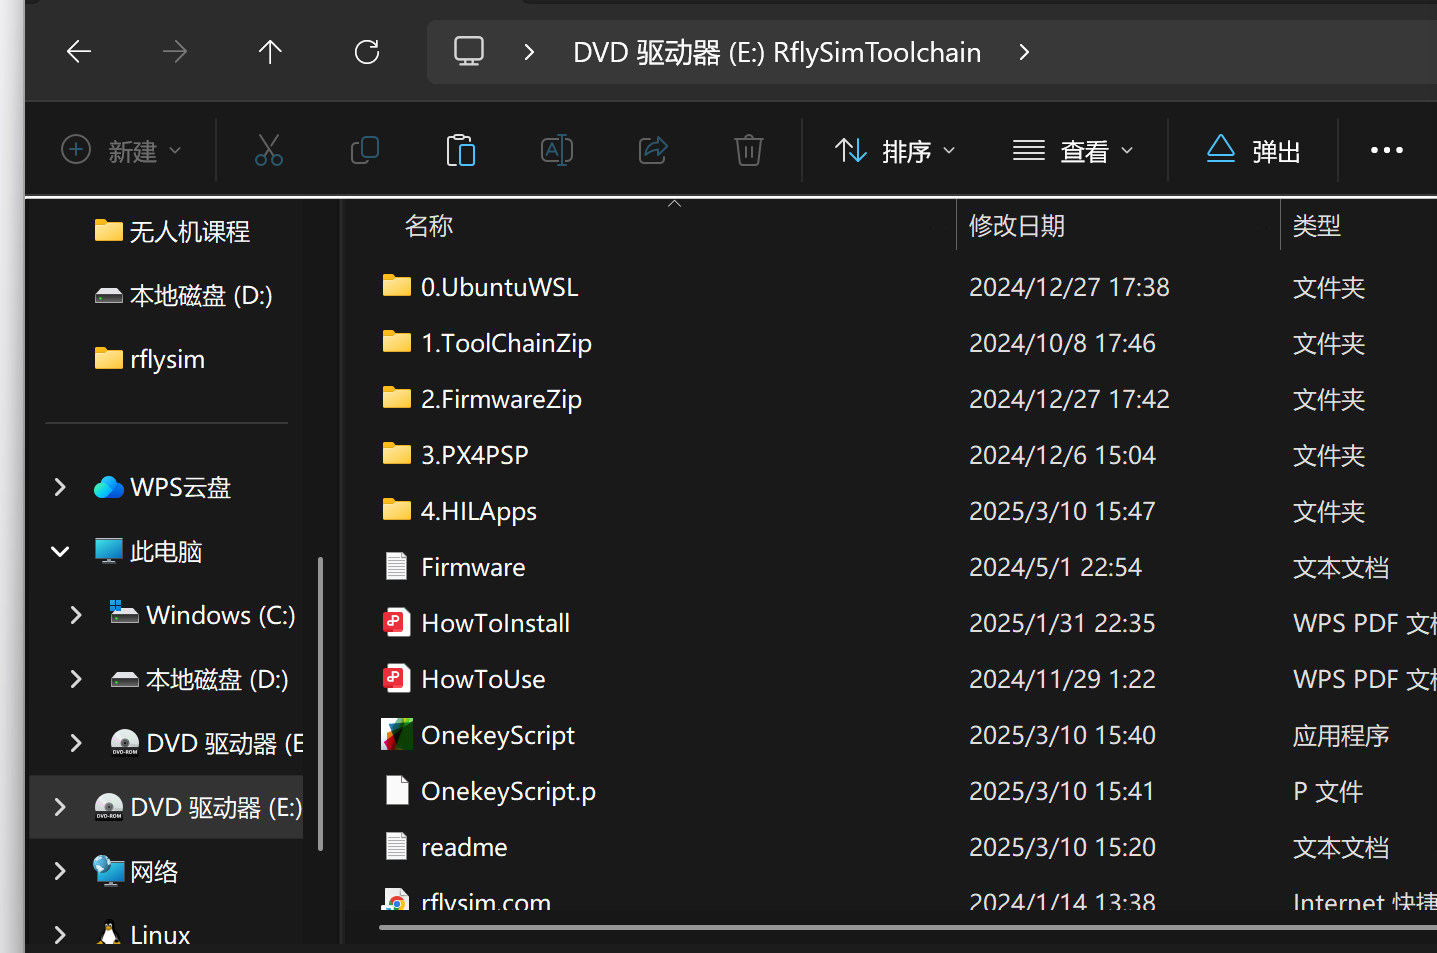 DVD 驱动器 (E:) RflySimToolchain
新建
排序
查看
弹出
无人机课程
本地磁盘 (D:)
rflysim
WPS云盘
此电脑
Windows (C:)
本地磁盘 (D:)
DVD 驱动器 (E
DVD 驱动器 (E:)
网络
Linux
名称 修改日期 类型
0.UbuntuWSL 2024/12/27 17:38 文件夹
1.ToolChainZip 2024/10/8 17:46 文件夹
2.FirmwareZip 2024/12/27 17:42 文件夹
3.PX4PSP 2024/12/6 15:04 文件夹
4.HILApps 2025/3/10 15:47 文件夹
Firmware 2024/5/1 22:54 文本文档
HowToInstall 2025/1/31 22:35 WPS PDF 文档
HowToUse 2024/11/29 1:22 WPS PDF 文档
OnekeyScript 2025/3/10 15:40 应用程序
OnekeyScript.p 2025/3/10 15:41 P 文件
readme 2025/3/10 15:20 文本文档
rflysim.com 2024/1/14 13:38 Internet 快捷